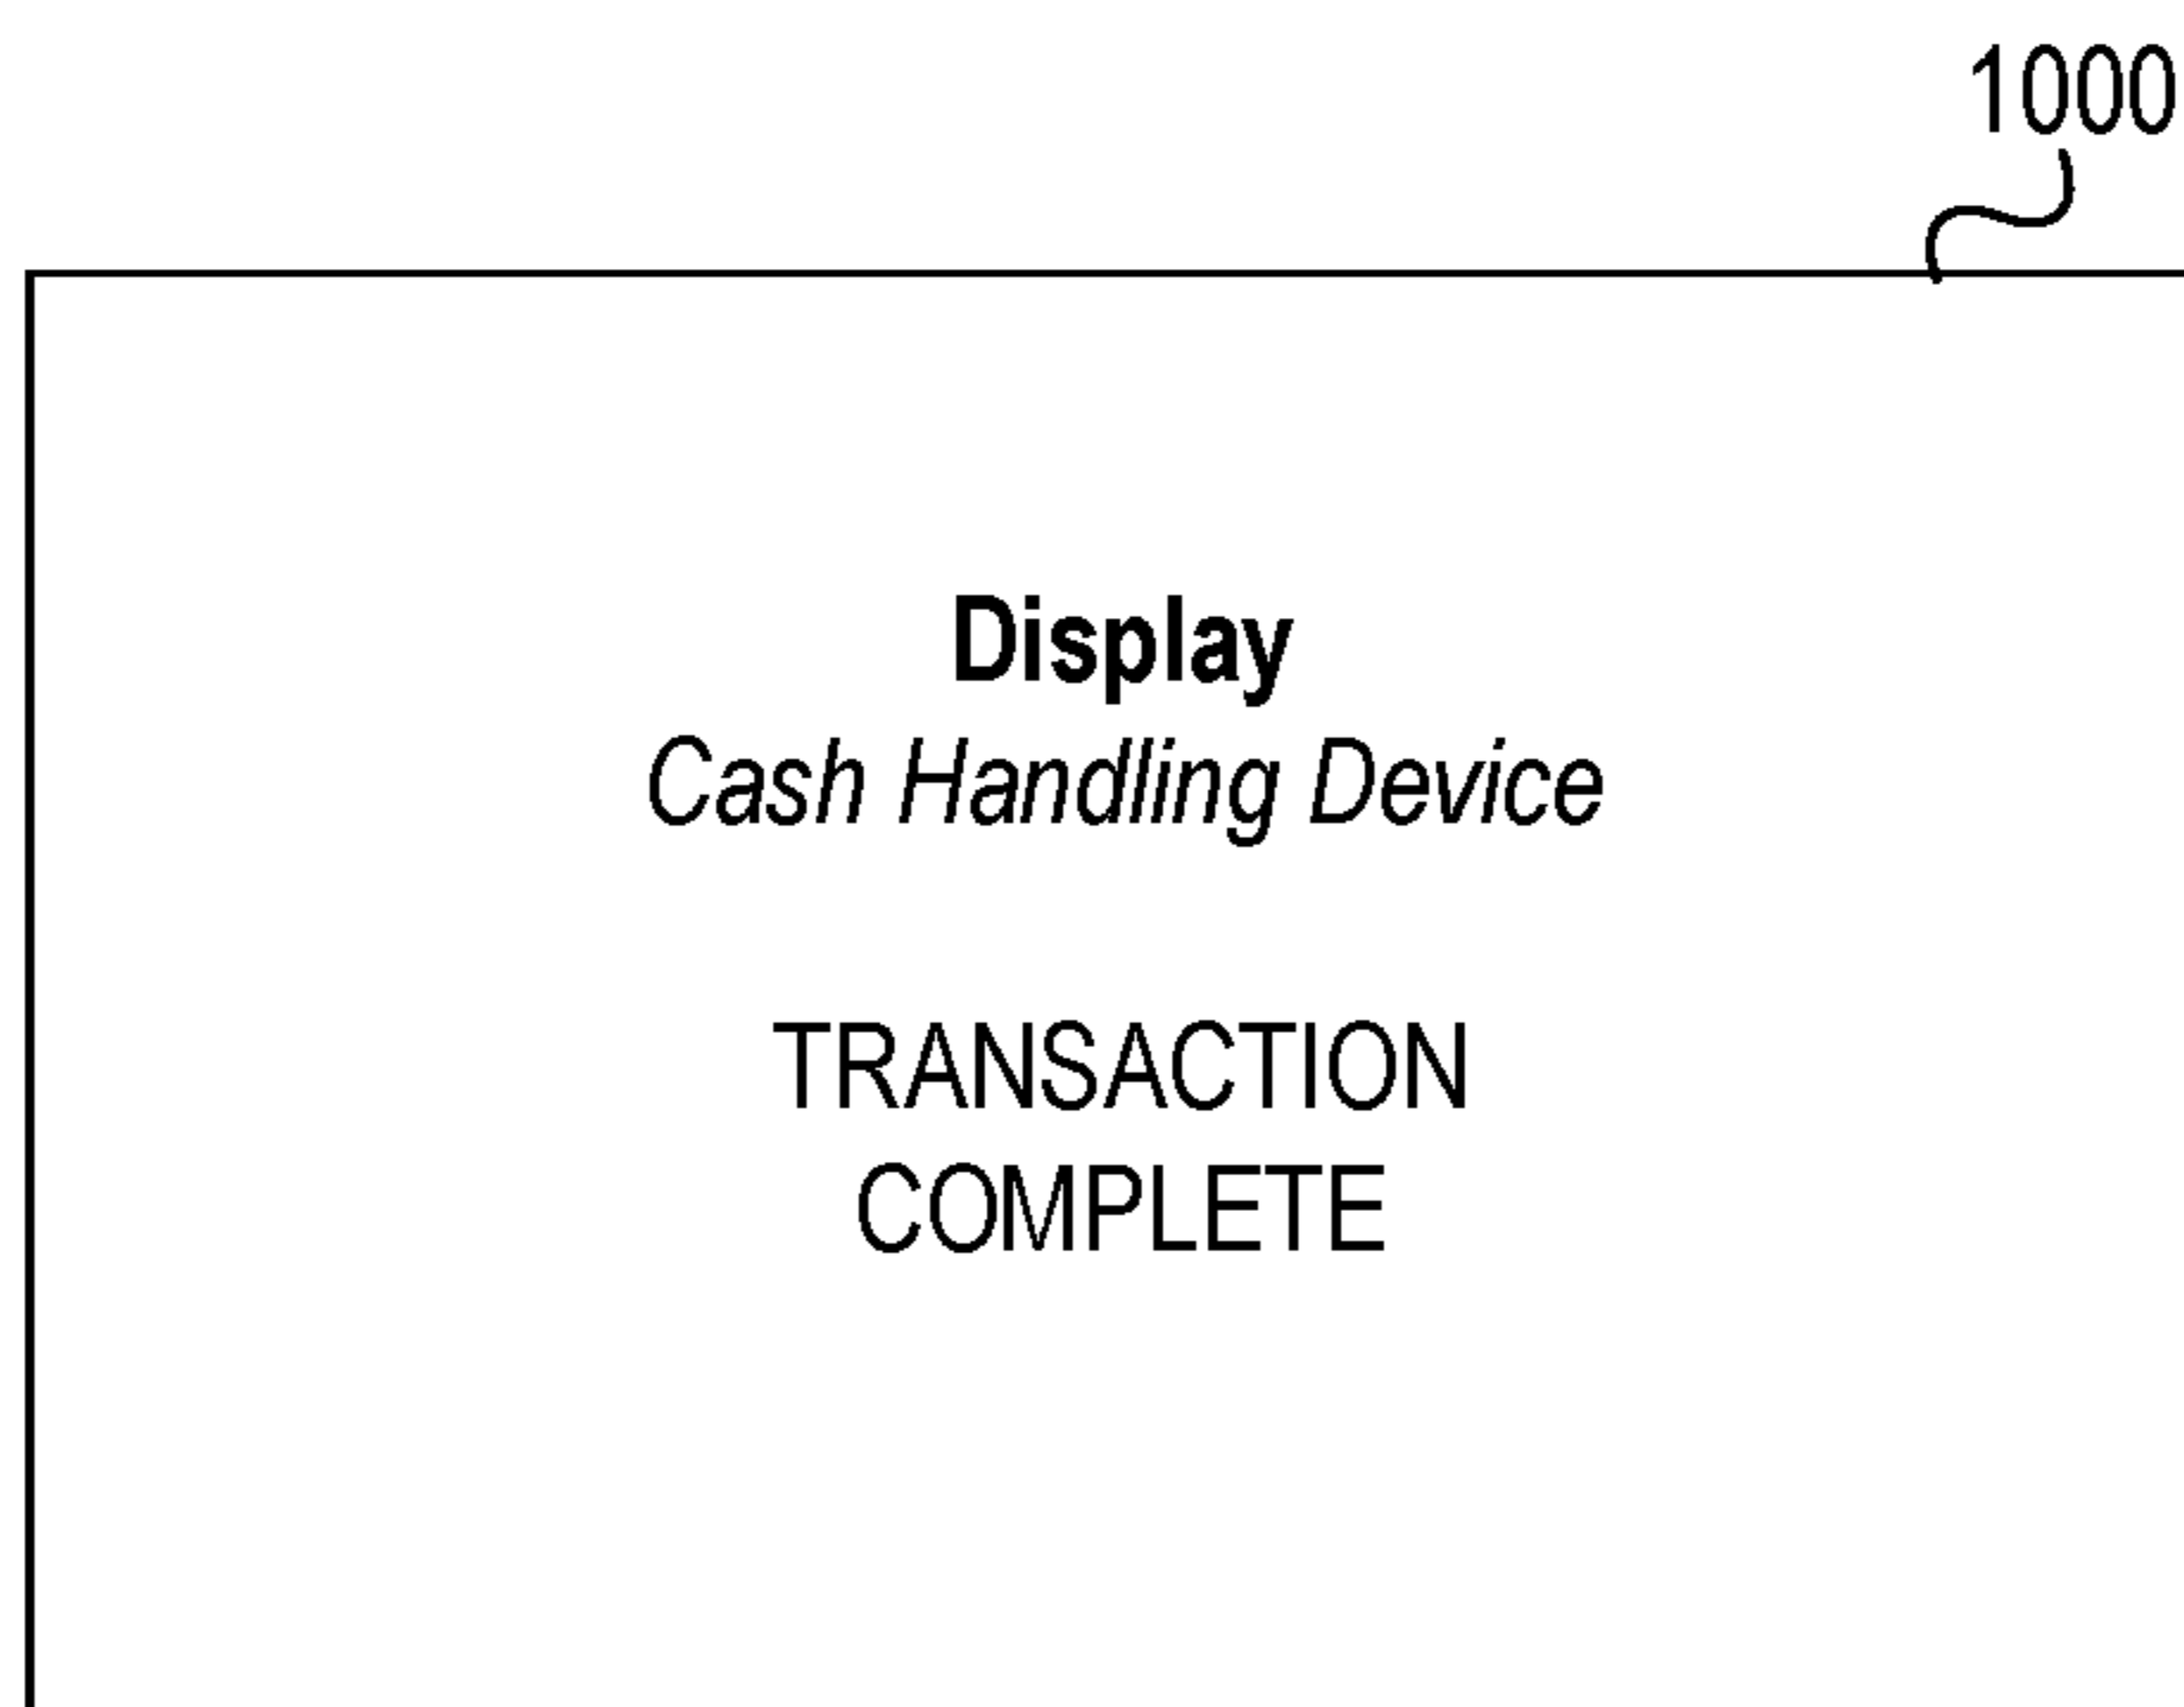 1000
Display
Cash Handling Device
TRANSACTION
COMPLETE